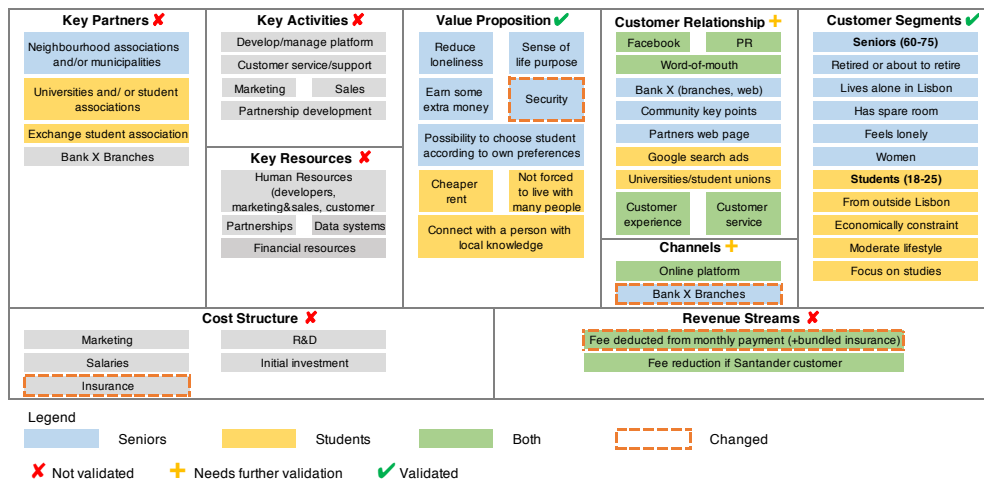 Key Partners ✘
Neighbourhood associations
and/or municipalities
Universities and/ or student
associations
Exchange student association
Bank X Branches
Key Activities ✘
Develop/manage platform
Customer service/support
Marketing
Sales
Partnership development
Key Resources ✘
Human Resources
(developers,
marketing&sales, customer
Partnerships
Data systems
Financial resources
Value Proposition ✔
Reduce
loneliness
Sense of
life purpose
Earn some
extra money
Security
Possibility to choose student
according to own preferences
Cheaper
rent
Not forced
to live with
many people
Connect with a person with
local knowledge
Customer Relationship +
Facebook
PR
Word-of-mouth
Bank X (branches, web)
Community key points
Partners web page
Google search ads
Universities/student unions
Customer
experience
Customer
service
Channels +
Online platform
Bank X Branches
Customer Segments ✔
Seniors (60-75)
Retired or about to retire
Lives alone in Lisbon
Has spare room
Feels lonely
Women
Students (18-25)
From outside Lisbon
Economically constraint
Moderate lifestyle
Focus on studies
Cost Structure ✘
Marketing
R&D
Salaries
Initial investment
Insurance
Revenue Streams ✘
Fee deducted from monthly payment (+bundled insurance)
Fee reduction if Santander customer
Legend
Seniors
Students
Both
Changed
✘ Not validated
+ Needs further validation
✔ Validated